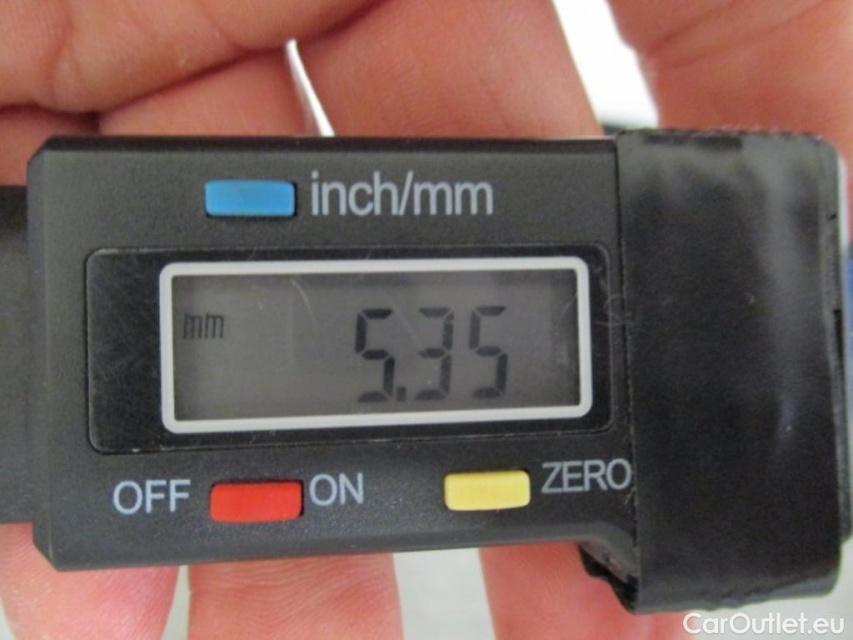 inch/mm
mm 5.35
OFF ON ZERO
CarOutlet.eu